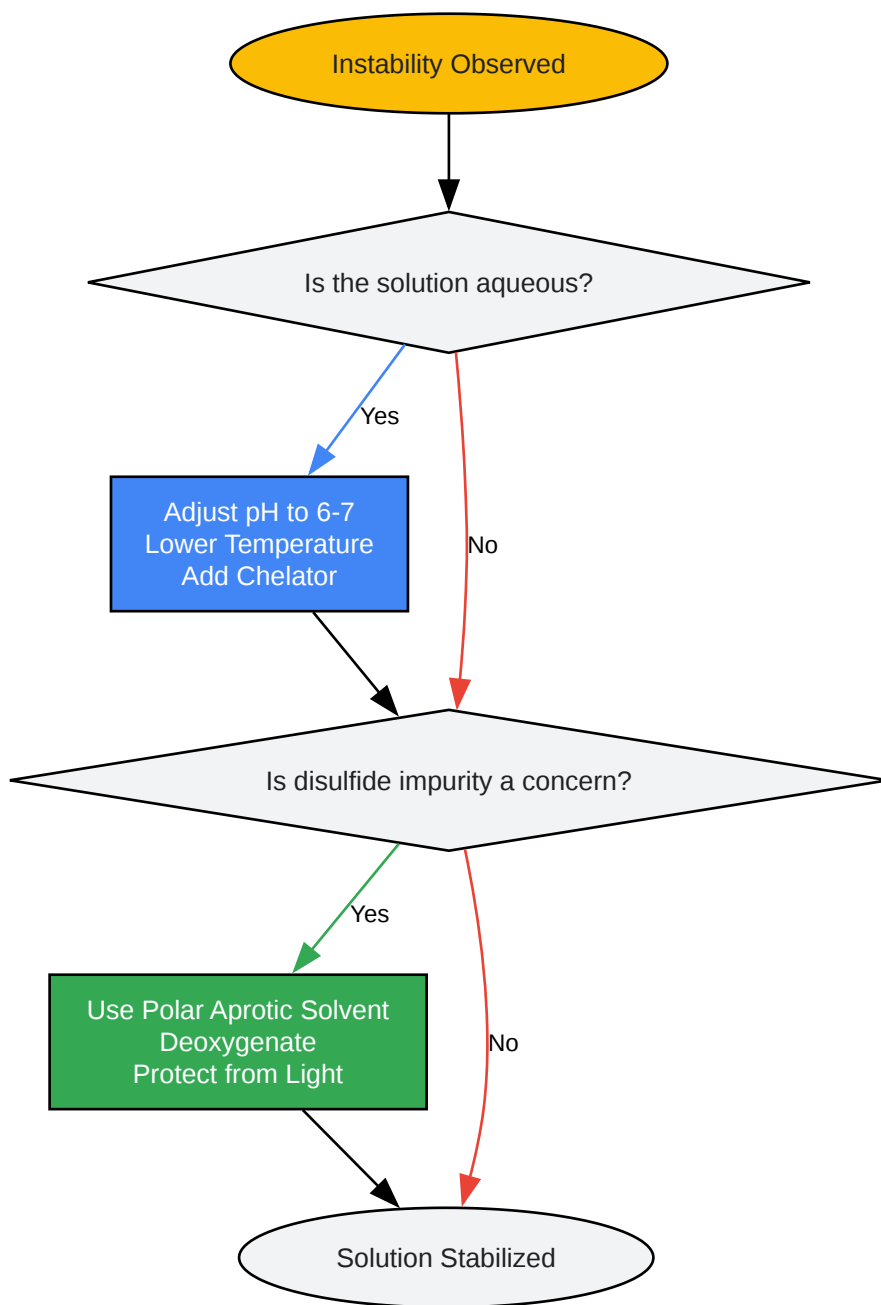 Instability Observed
Is the solution aqueous?
Yes
Adjust pH to 6-7
Lower Temperature
Add Chelator
No
Is disulfide impurity a concern?
Yes
Use Polar Aprotic Solvent
Deoxygenate
Protect from Light
No
Solution Stabilized